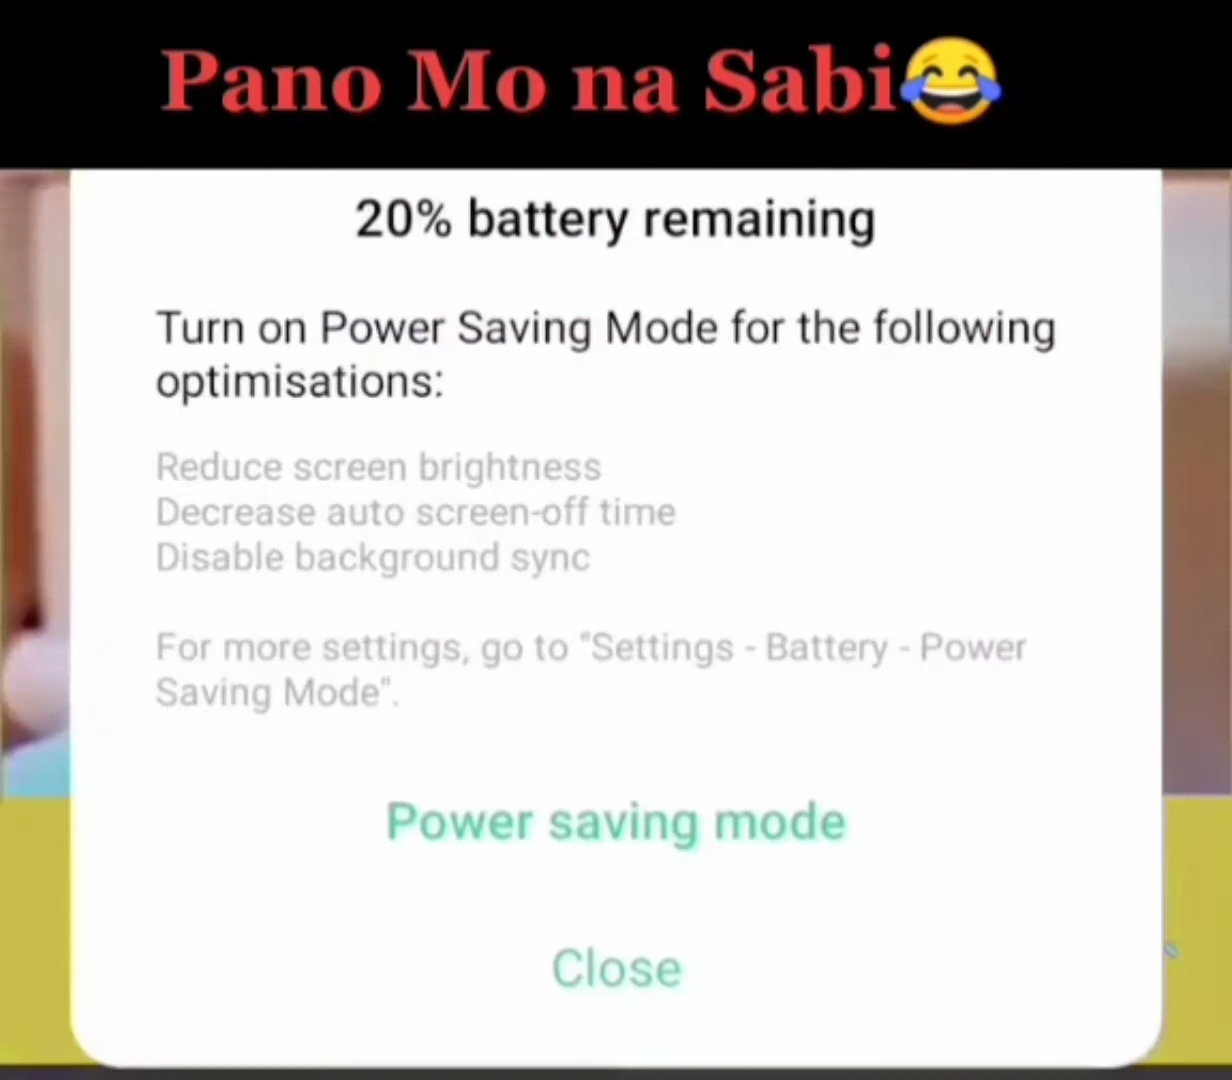 Pano Mo na Sabi😂
20% battery remaining
Turn on Power Saving Mode for the following
optimisations:
Reduce screen brightness
Decrease auto screen-off time
Disable background sync
For more settings, go to "Settings - Battery - Power
Saving Mode".
Power saving mode
Close